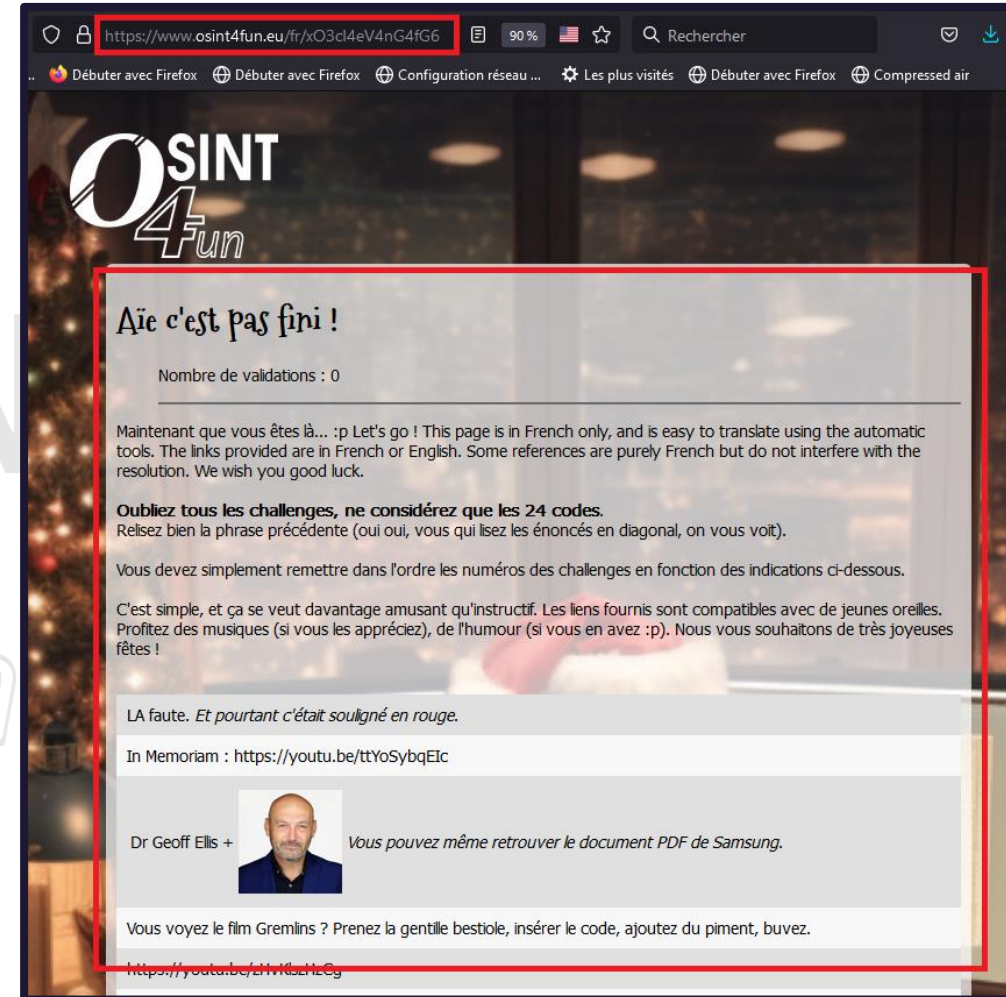 https://www.osint4fun.eu/fr/xO3cI4eV4nG4fG6
90 %
Rechercher
.. Débuter avec Firefox Débuter avec Firefox Configuration réseau ... Les plus visités Débuter avec Firefox Compressed air
OSINT
4Fun
Aïe c'est pas fini !
Nombre de validations : 0
Maintenant que vous êtes là... :p Let's go ! This page is in French only, and is easy to translate using the automatic
tools. The links provided are in French or English. Some references are purely French but do not interfere with the
resolution. We wish you good luck.
Oubliez tous les challenges, ne considérez que les 24 codes.
Relisez bien la phrase précédente (oui oui, vous qui lisez les énoncés en diagonal, on vous voit).
Vous devez simplement remettre dans l'ordre les numéros des challenges en fonction des indications ci-dessous.
C'est simple, et ça se veut davantage amusant qu'instructif. Les liens fournis sont compatibles avec de jeunes oreilles.
Profitez des musiques (si vous les appréciez), de l'humour (si vous en avez :p). Nous vous souhaitons de très joyeuses
fêtes !
LA faute. Et pourtant c'était souligné en rouge.
In Memoriam : https://youtu.be/ttYoSybqEIc
Dr Geoff Ellis + Vous pouvez même retrouver le document PDF de Samsung.
Vous voyez le film Gremlins ? Prenez la gentille bestiole, insérer le code, ajoutez du piment, buvez.